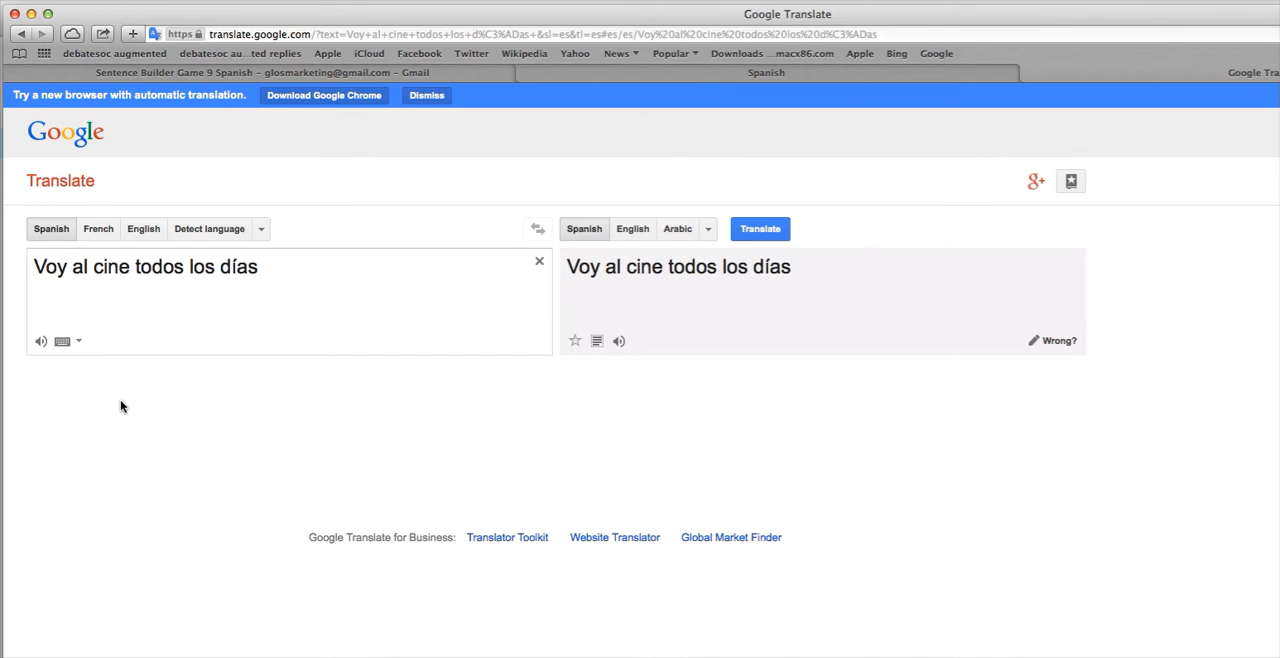 Google Translate
https translate.google.com/?text=Voy+al+cine+todos+los+d%C3%ADas+&sl=es&tl=es#es/es/Voy%20al%20cine%20todos%20los%20d%C3%ADas
debatesoc augmented debatesoc au...ted replies Apple iCloud Facebook Twitter Wikipedia Yahoo News Popular Downloads ...macx86.com Apple Bing Google
Sentence Builder Game 9 Spanish – glosmarketing@gmail.com – Gmail Spanish Google Tra
Try a new browser with automatic translation. Download Google Chrome Dismiss
Google
Translate g+
Spanish French English Detect language Spanish English Arabic Translate
Voy al cine todos los días Voy al cine todos los días
Wrong?
Google Translate for Business: Translator Toolkit Website Translator Global Market Finder